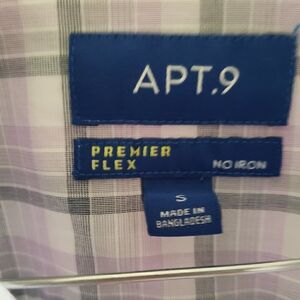 APT.9
PREMIER
FLEX NO IRON
S
MADE IN
BANGLADESH